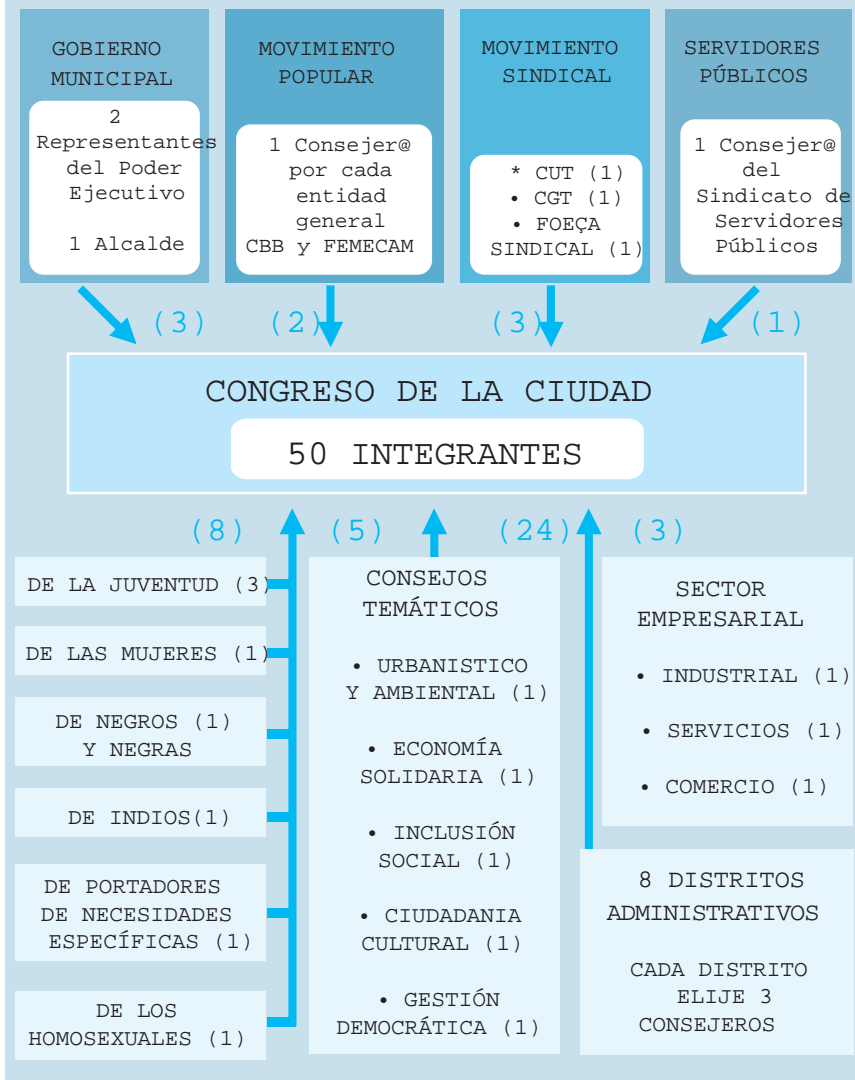 GOBIERNO
MUNICIPAL
2
Representantes
del Poder
Ejecutivo
1 Alcalde
MOVIMIENTO
POPULAR
1 Consejer@
por cada
entidad
general
CBB y FEMECAM
MOVIMIENTO
SINDICAL
* CUT (1)
• CGT (1)
• FOEÇA
SINDICAL (1)
SERVIDORES
PÚBLICOS
1 Consejer@
del
Sindicato de
Servidores
Públicos
(3)
(2)
(3)
(1)
CONGRESO DE LA CIUDAD
50 INTEGRANTES
(8)
(5)
(24)
(3)
DE LA JUVENTUD (3)
DE LAS MUJERES (1)
DE NEGROS (1)
Y NEGRAS
DE INDIOS(1)
DE PORTADORES
DE NECESIDADES
ESPECÍFICAS (1)
DE LOS
HOMOSEXUALES (1)
CONSEJOS
TEMÁTICOS
• URBANISTICO
Y AMBIENTAL (1)
• ECONOMÍA
SOLIDARIA (1)
• INCLUSIÓN
SOCIAL (1)
• CIUDADANIA
CULTURAL (1)
• GESTIÓN
DEMOCRÁTICA (1)
SECTOR
EMPRESARIAL
• INDUSTRIAL (1)
• SERVICIOS (1)
• COMERCIO (1)
8 DISTRITOS
ADMINISTRATIVOS
CADA DISTRITO
ELIJE 3
CONSEJEROS